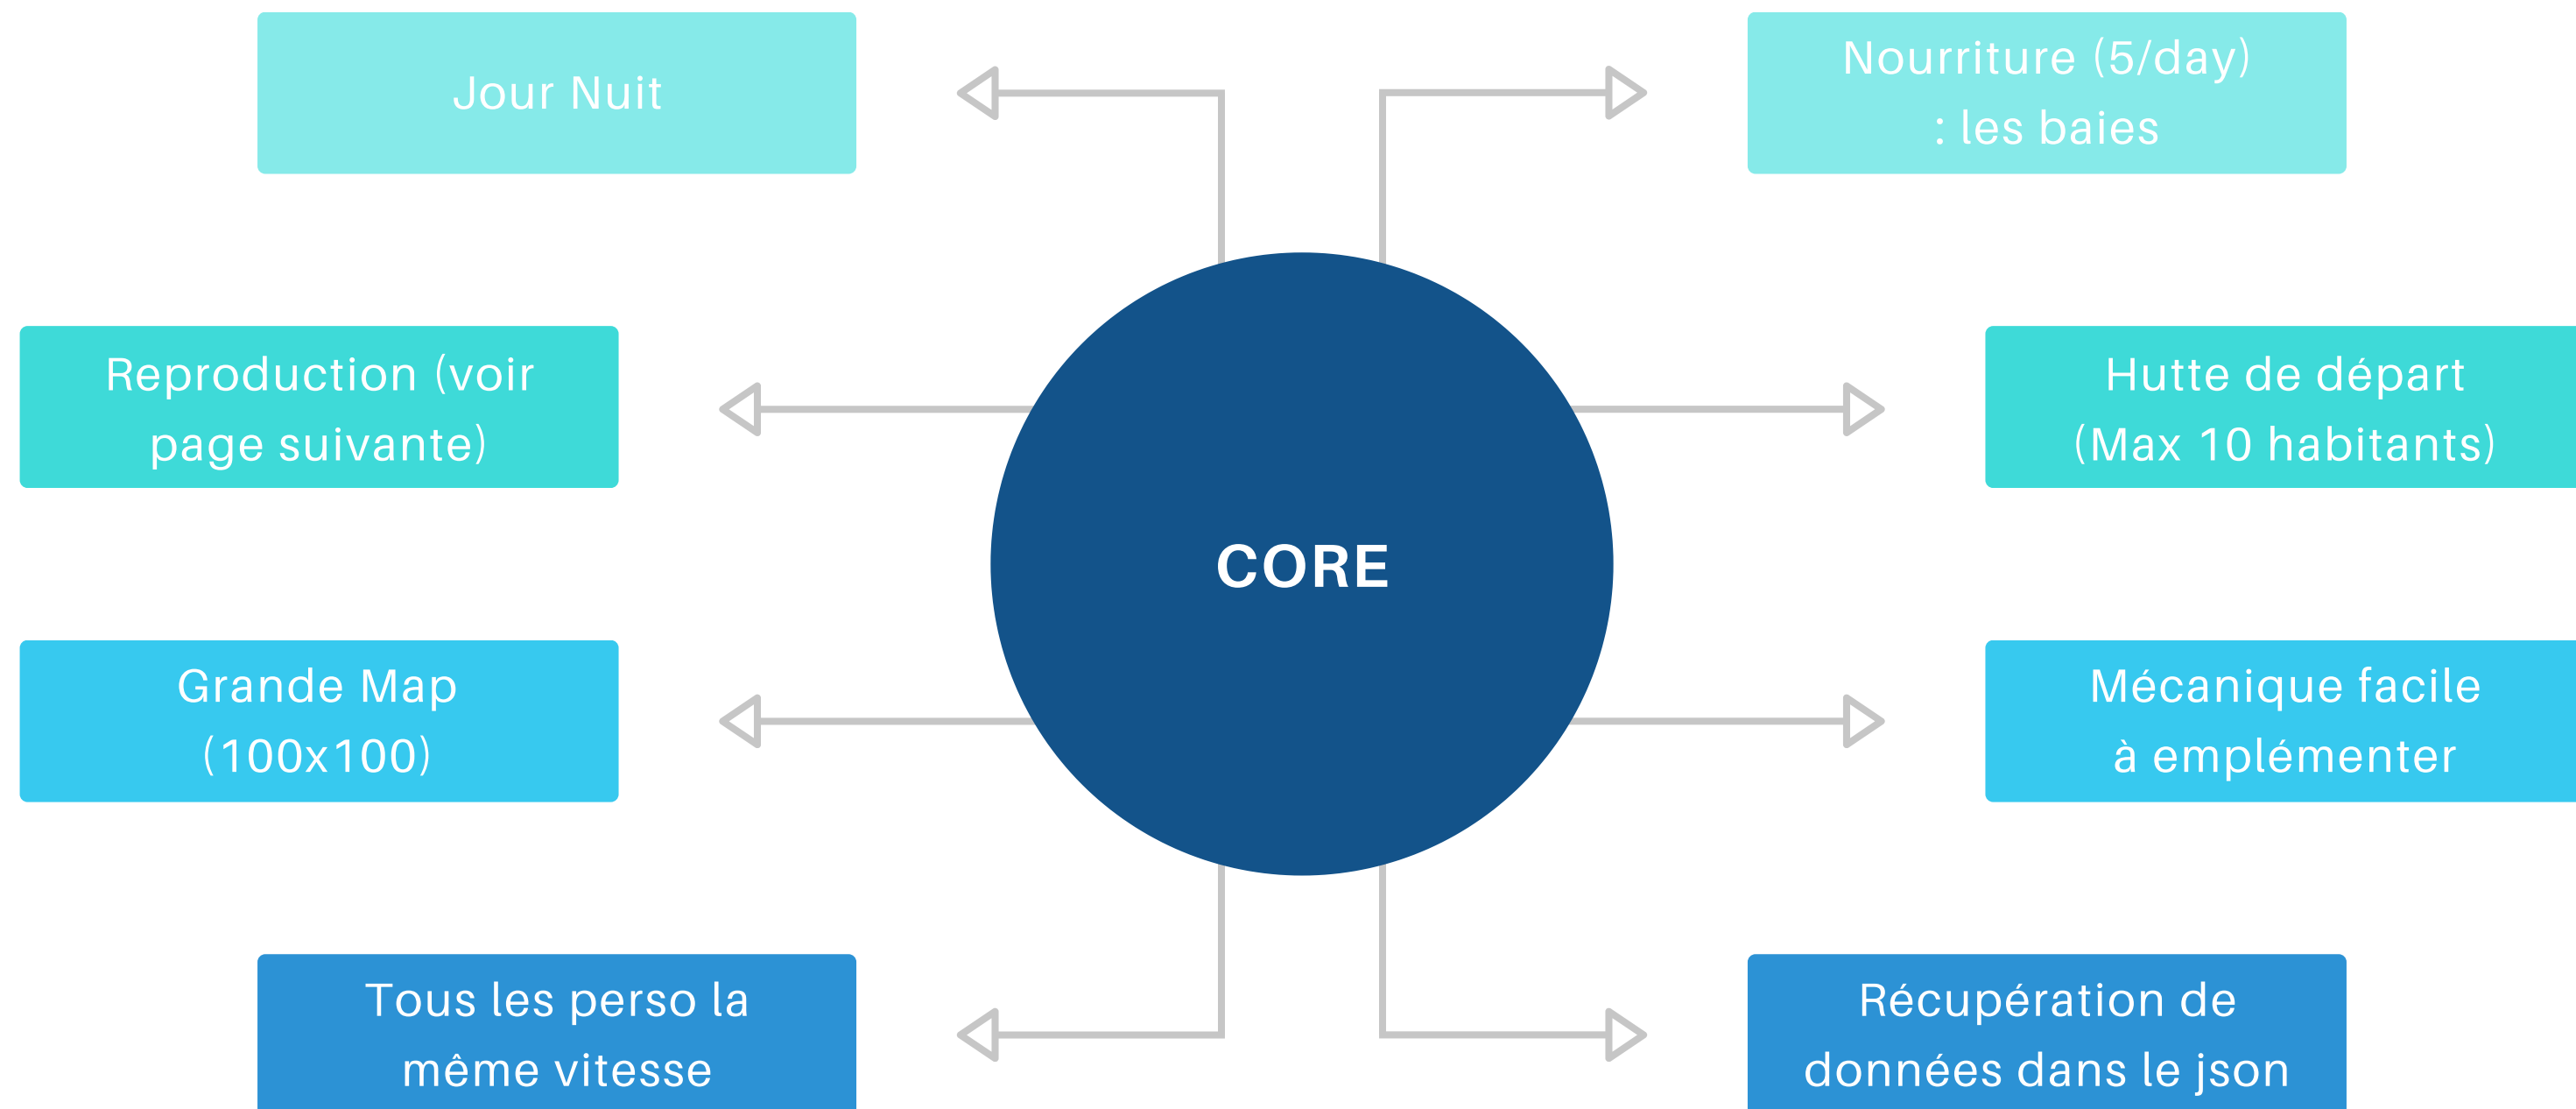 Jour Nuit
Nourriture (5/day)
: les baies
Reproduction (voir
page suivante)
Hutte de départ
(Max 10 habitants)
CORE
Grande Map
(100x100)
Mécanique facile
à emplémenter
Tous les perso la
même vitesse
Récupération de
données dans le json